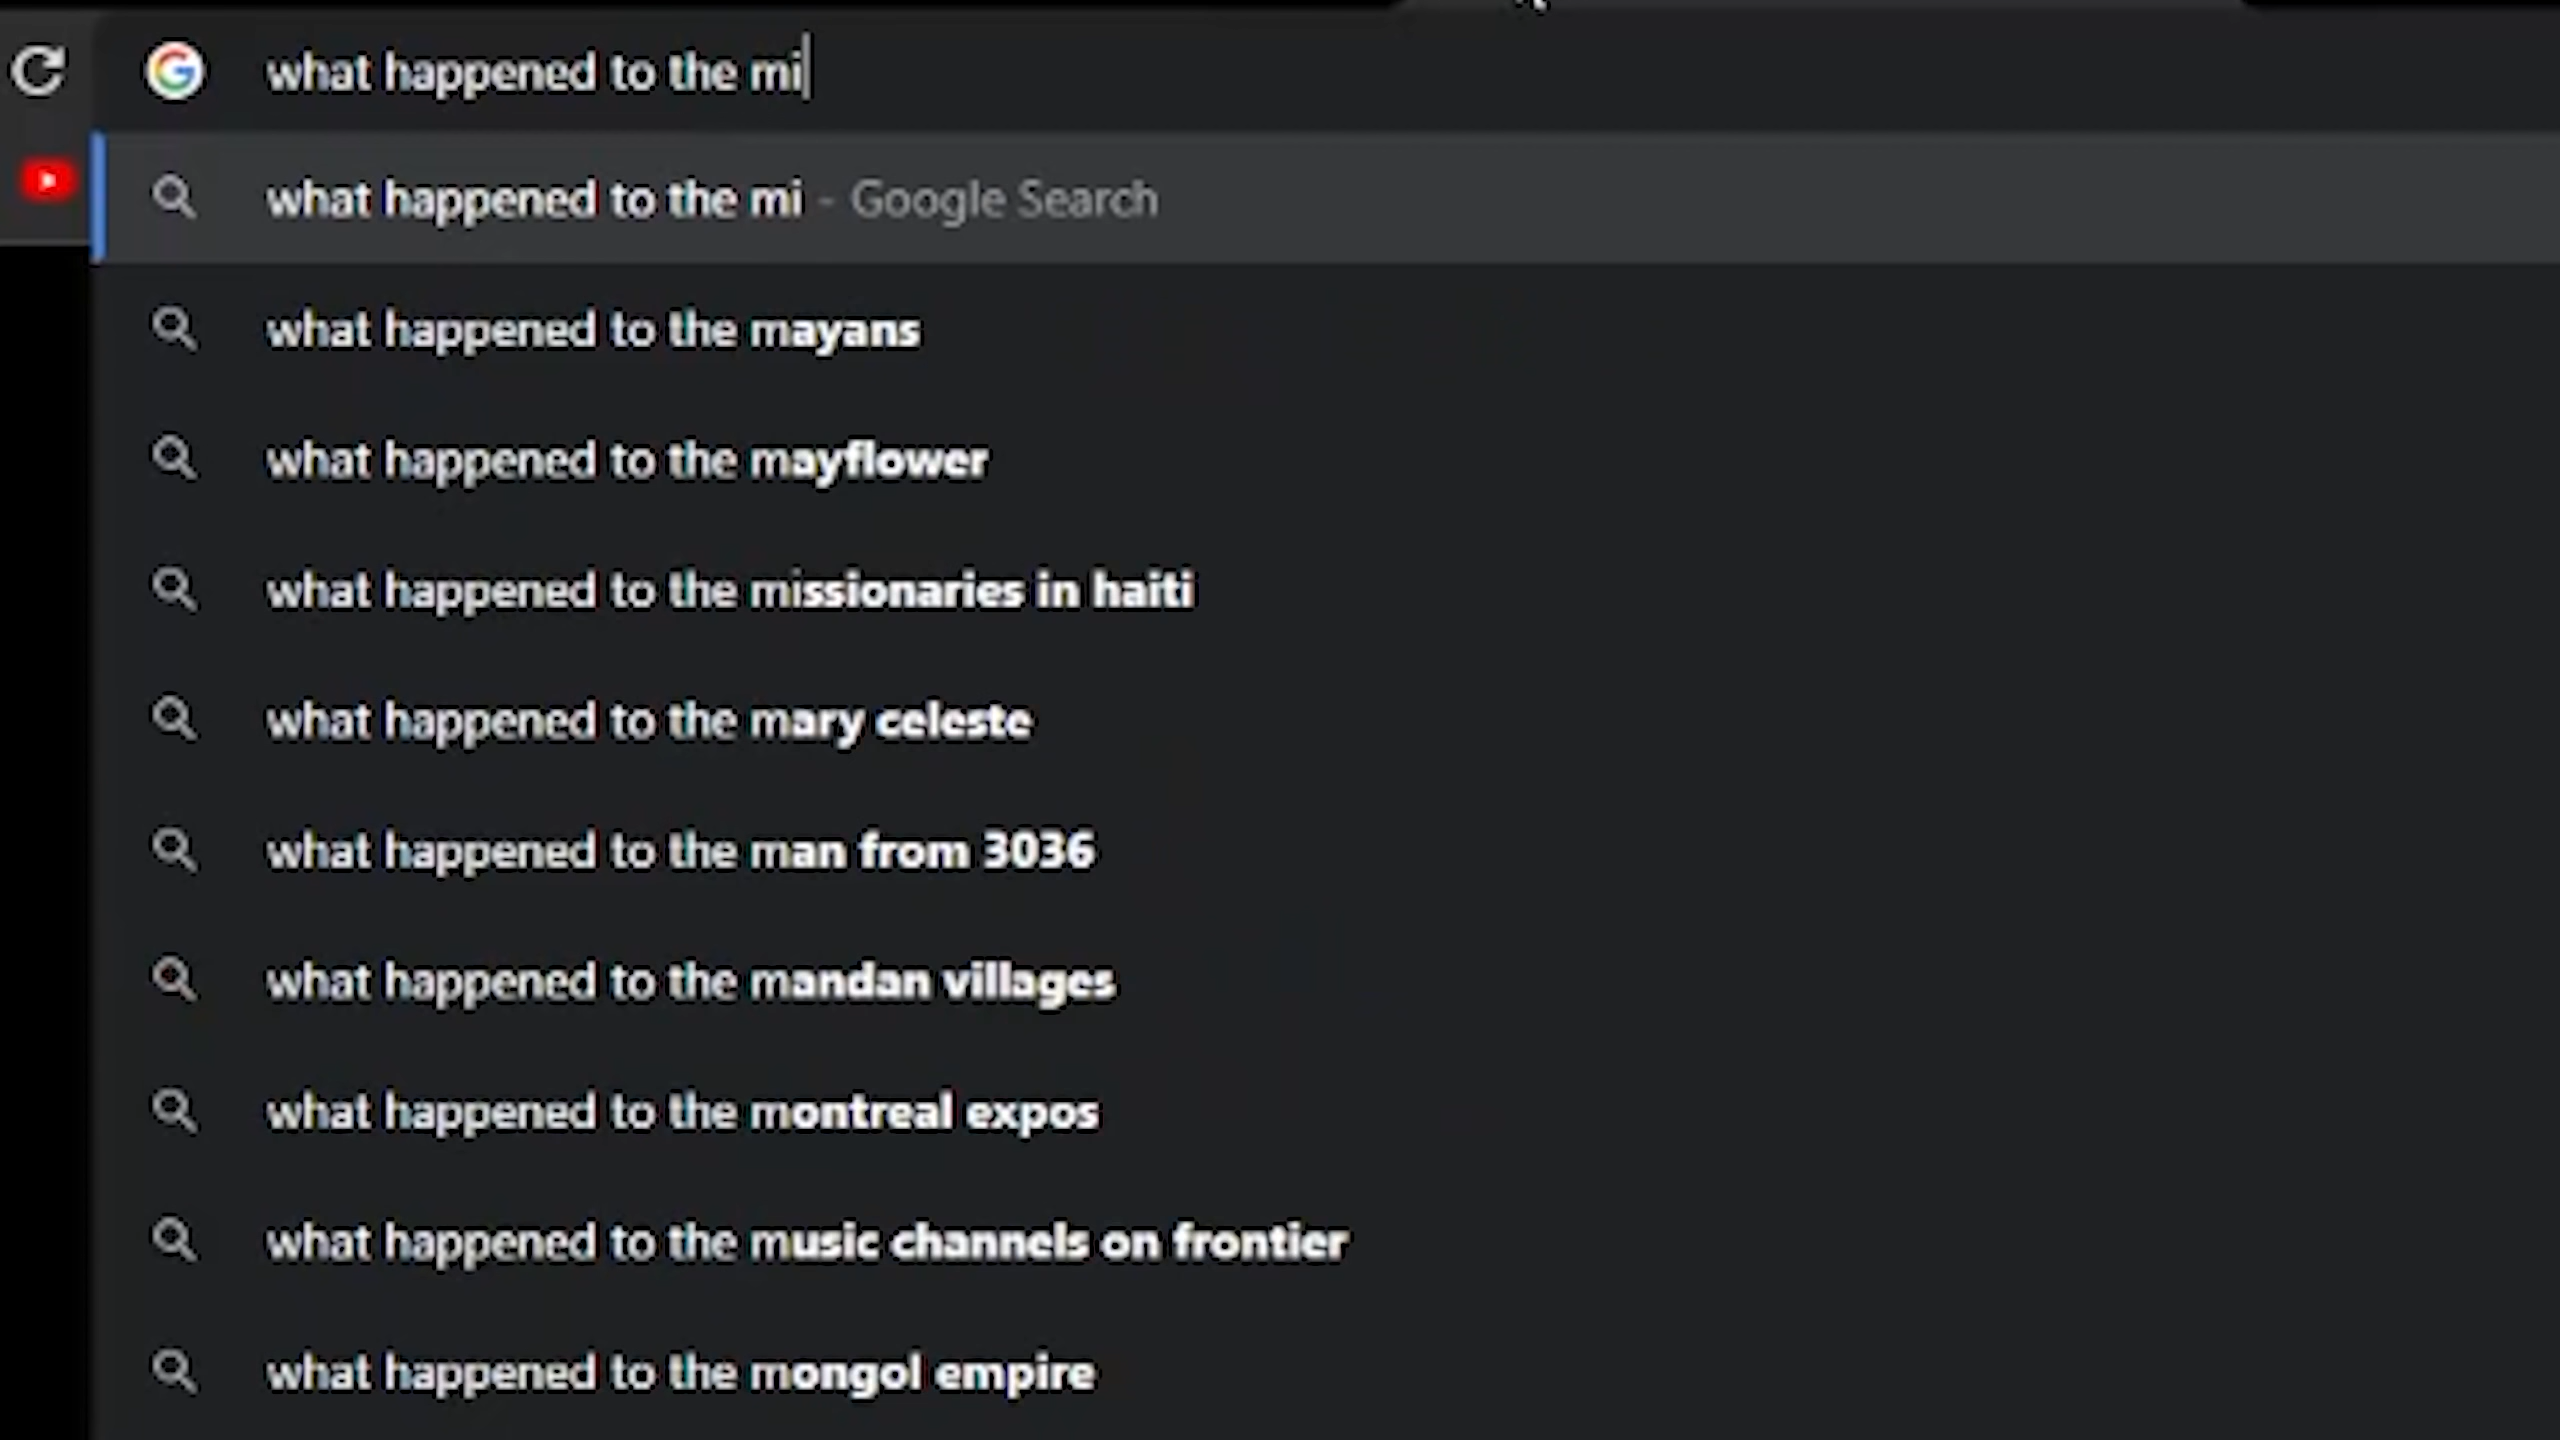 what happened to the mi
what happened to the mi - Google Search
what happened to the mayans
what happened to the mayflower
what happened to the missionaries in haiti
what happened to the mary celeste
what happened to the man from 3036
what happened to the mandan villages
what happened to the montreal expos
what happened to the music channels on frontier
what happened to the mongol empire